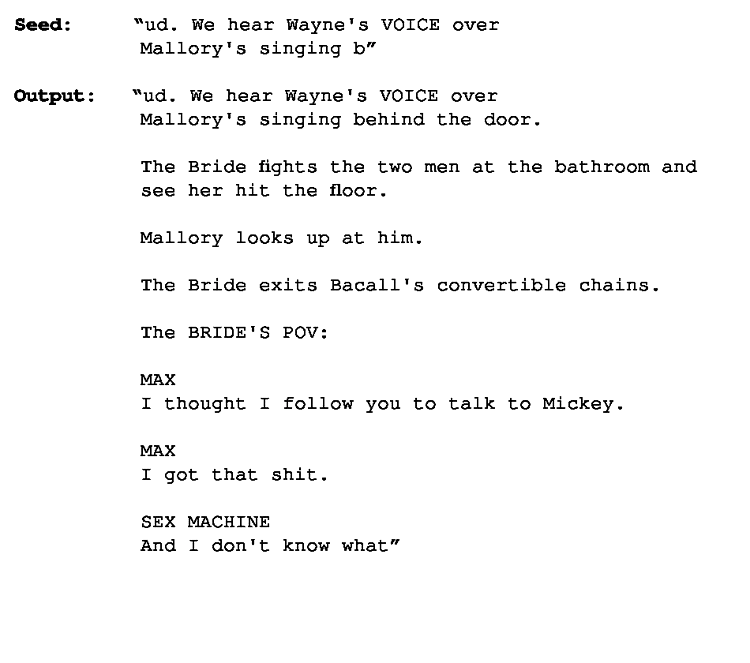 Seed: "ud. We hear Wayne's VOICE over
Mallory's singing b"
Output: "ud. We hear Wayne's VOICE over
Mallory's singing behind the door.
The Bride fights the two men at the bathroom and
see her hit the floor.
Mallory looks up at him.
The Bride exits Bacall's convertible chains.
The BRIDE'S POV:
MAX
I thought I follow you to talk to Mickey.
MAX
I got that shit.
SEX MACHINE
And I don't know what"